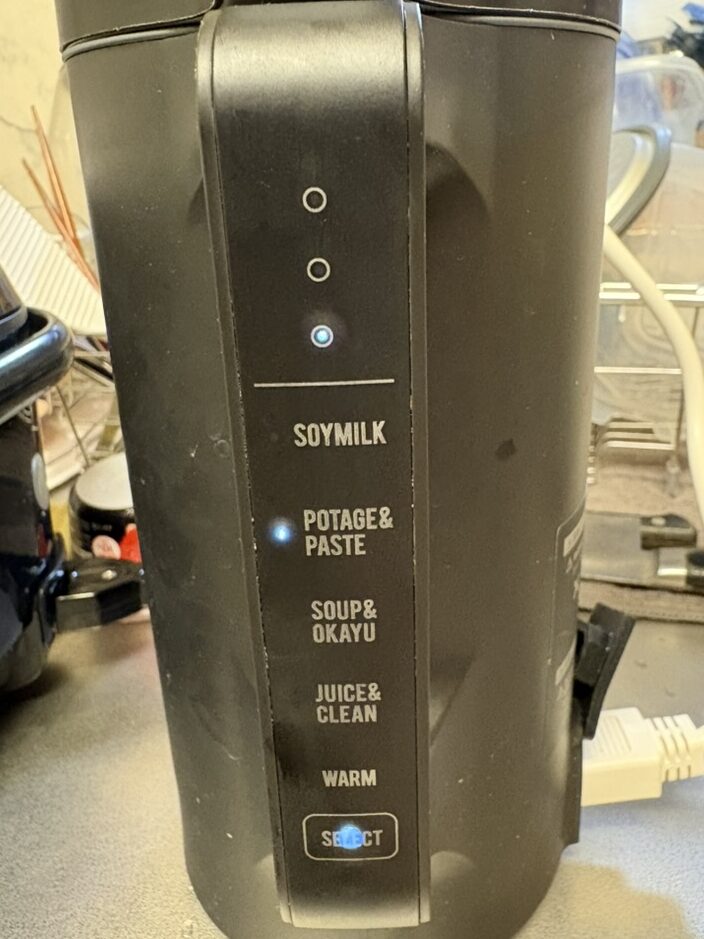 SOYMILK
POTAGE&
PASTE
SOUP&
OKAYU
JUICE&
CLEAN
WARM
SELECT